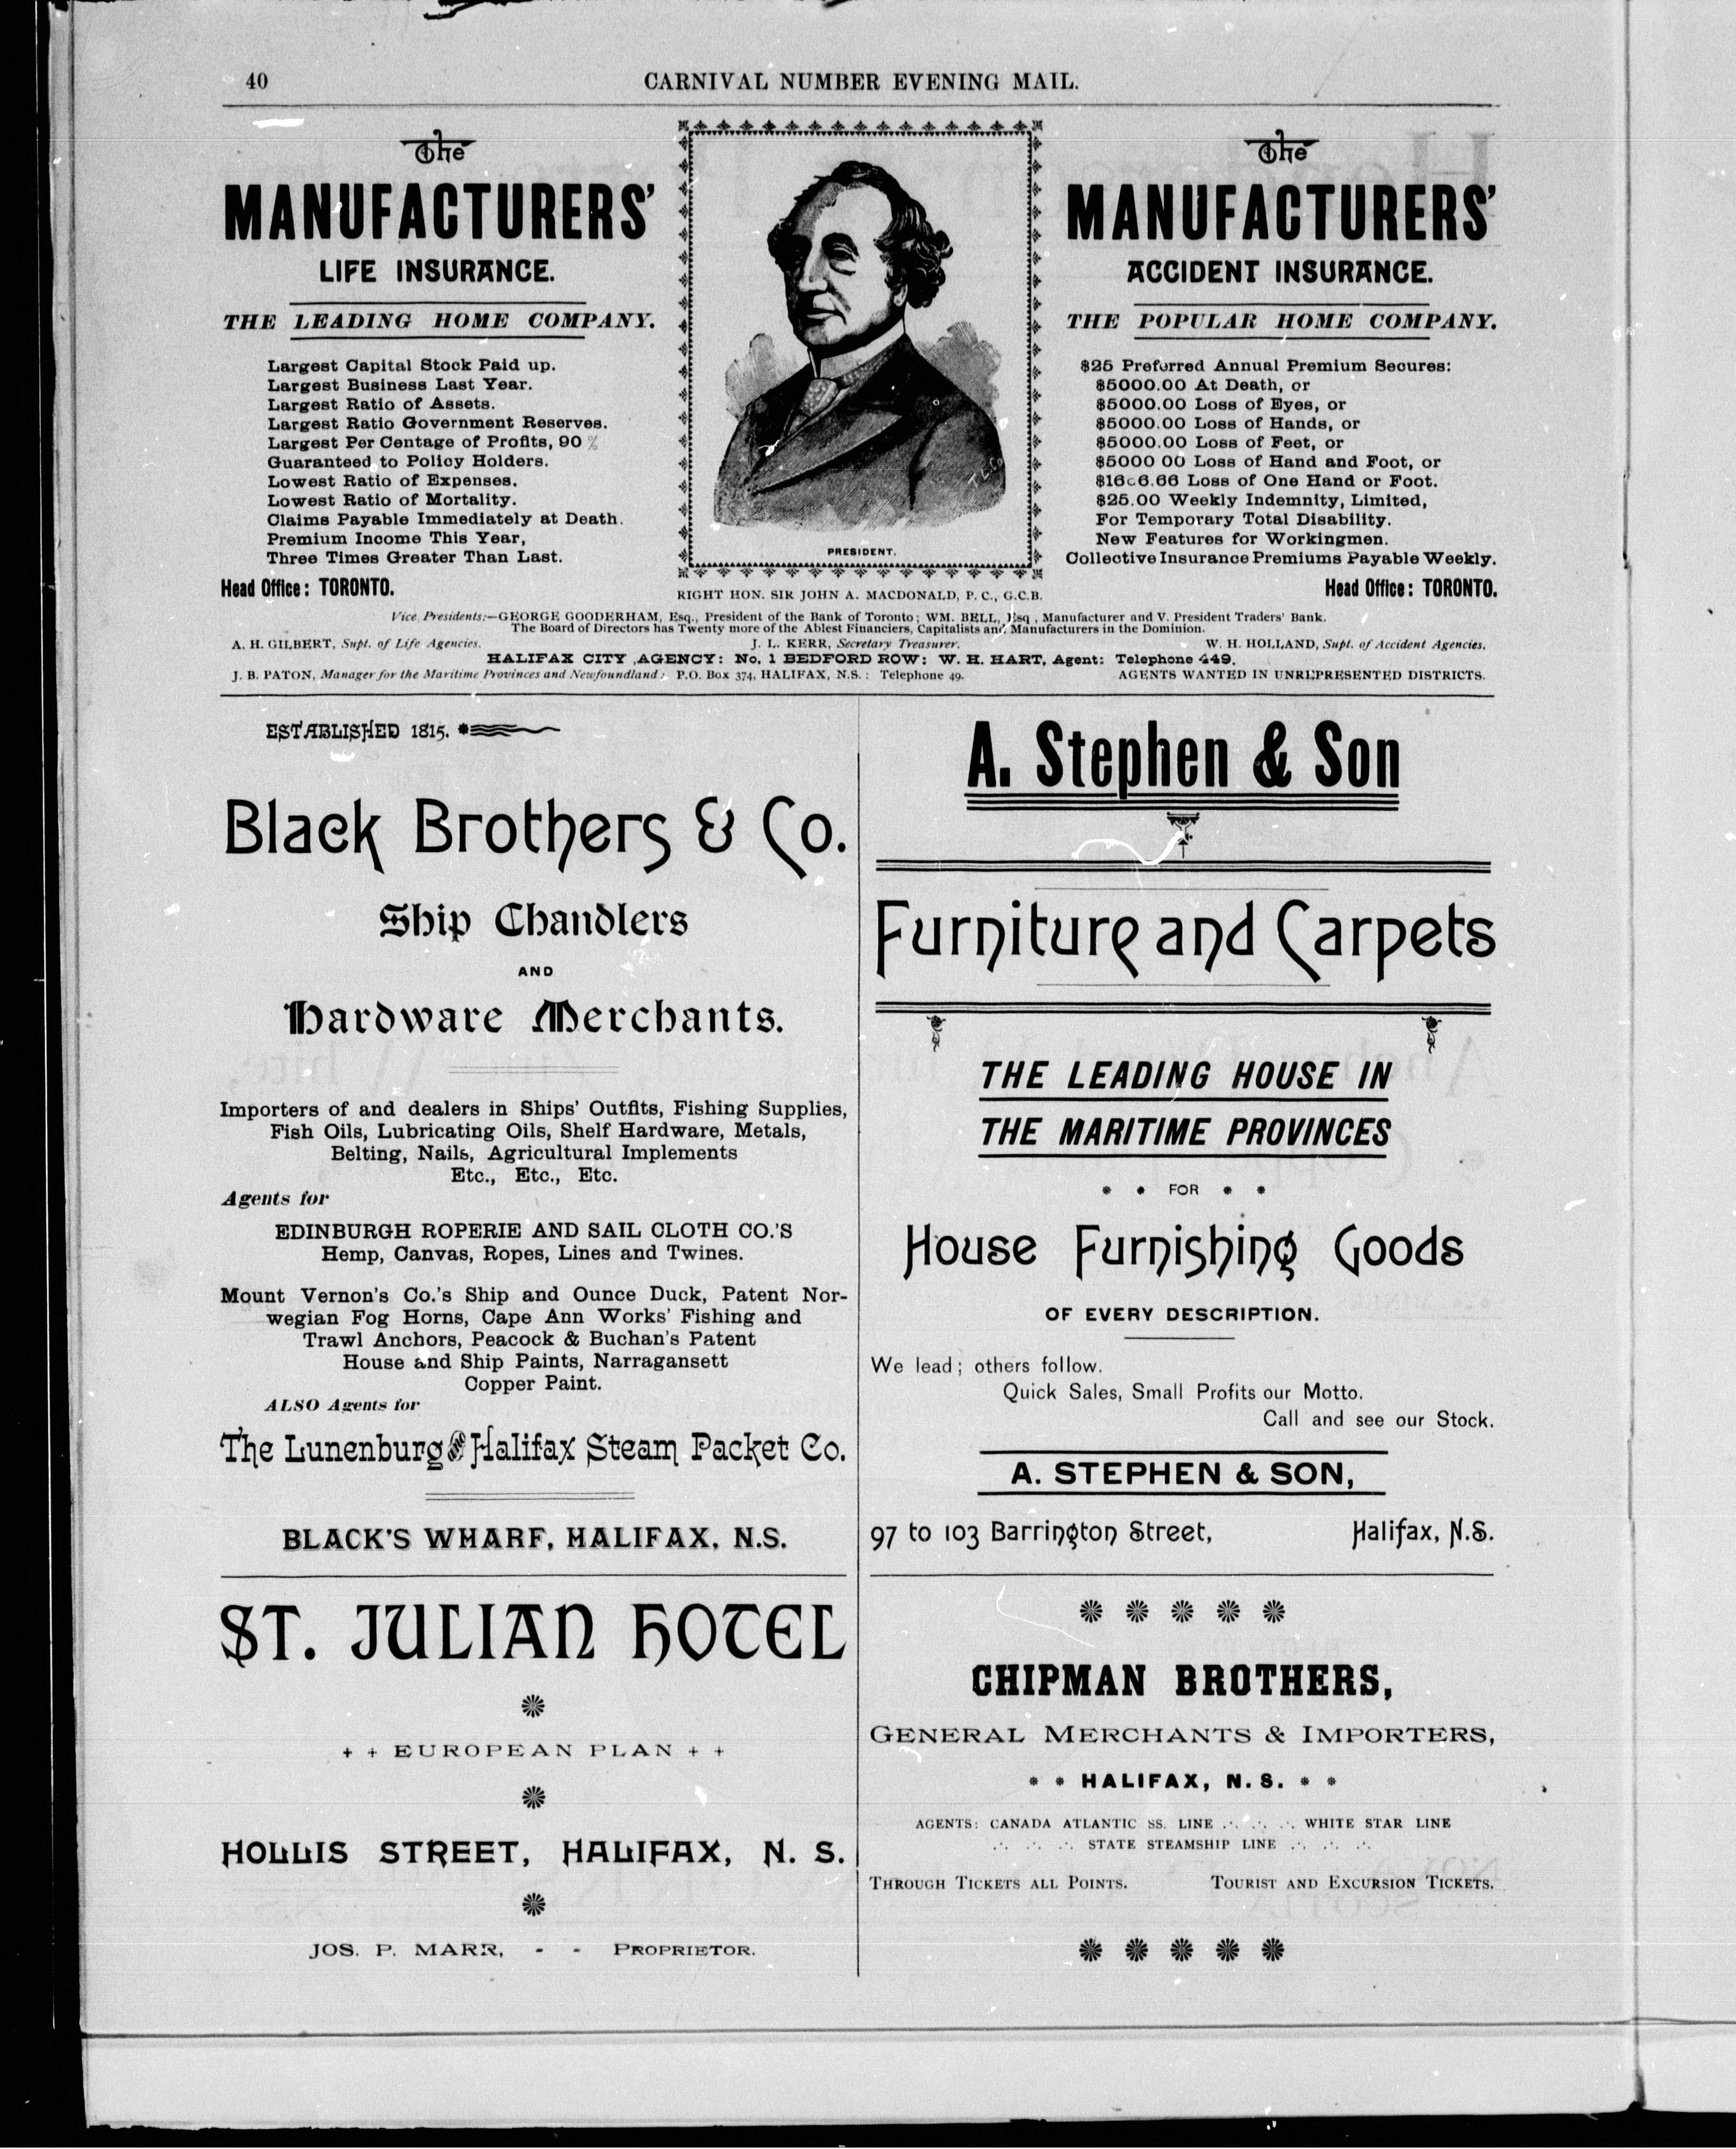 40
CARNIVAL NUMBER EVENING MAIL.
The
MANUFACTURERS'
LIFE INSURANCE.
THE LEADING HOME COMPANY.
Largest Capital Stock Paid up.
Largest Business Last Year.
Largest Ratio of Assets.
Largest Ratio Government Reserves.
Largest Per Centage of Profits, 90 %
Guaranteed to Policy Holders.
Lowest Ratio of Expenses.
Lowest Ratio of Mortality.
Claims Payable Immediately at Death.
Premium Income This Year,
Three Times Greater Than Last.
Head Office: TORONTO.
T. L. Co
PRESIDENT.
RIGHT HON. SIR JOHN A. MACDONALD, P. C., G.C.B.
The
MANUFACTURERS'
ACCIDENT INSURANCE.
THE POPULAR HOME COMPANY.
$25 Preferred Annual Premium Secures:
$5000.00 At Death, or
$5000.00 Loss of Eyes, or
$5000.00 Loss of Hands, or
$5000.00 Loss of Feet, or
$5000 00 Loss of Hand and Foot, or
$1666.66 Loss of One Hand or Foot.
$25.00 Weekly Indemnity, Limited,
For Temporary Total Disability.
New Features for Workingmen.
Collective Insurance Premiums Payable Weekly.
Head Office: TORONTO.
Vice Presidents:—GEORGE GOODERHAM, Esq., President of the Bank of Toronto; WM. BELL, Esq, Manufacturer and V. President Traders' Bank.
The Board of Directors has Twenty more of the Ablest Financiers, Capitalists and Manufacturers in the Dominion.
A. H. GILBERT, Supt. of Life Agencies. J. L. KERR, Secretary Treasurer. W. H. HOLLAND, Supt. of Accident Agencies.
HALIFAX CITY AGENCY: No. 1 BEDFORD ROW: W. H. HART, Agent: Telephone 449.
J. B. PATON, Manager for the Maritime Provinces and Newfoundland; P.O. Box 374, HALIFAX, N.S.: Telephone 49. AGENTS WANTED IN UNREPRESENTED DISTRICTS.
ESTABLISHED 1815.
Black Brothers & Co.
Ship Chandlers
AND
Hardware Merchants.
Importers of and dealers in Ships' Outfits, Fishing Supplies,
Fish Oils, Lubricating Oils, Shelf Hardware, Metals,
Belting, Nails, Agricultural Implements
Etc., Etc., Etc.
Agents for
EDINBURGH ROPERIE AND SAIL CLOTH CO.'S
Hemp, Canvas, Ropes, Lines and Twines.
Mount Vernon's Co.'s Ship and Ounce Duck, Patent Nor-
wegian Fog Horns, Cape Ann Works' Fishing and
Trawl Anchors, Peacock & Buchan's Patent
House and Ship Paints, Narragansett
Copper Paint.
ALSO Agents for
The Lunenburg and Halifax Steam Packet Co.
BLACK'S WHARF, HALIFAX, N.S.
ST. JULIAN HOTEL
+ + EUROPEAN PLAN + +
HOLLIS STREET, HALIFAX, N. S.
JOS. P. MARR, - - PROPRIETOR.
A. Stephen & Son
Furniture and Carpets
THE LEADING HOUSE IN
THE MARITIME PROVINCES
* * FOR * *
House Furnishing Goods
OF EVERY DESCRIPTION.
We lead; others follow.
Quick Sales, Small Profits our Motto.
Call and see our Stock.
A. STEPHEN & SON,
97 to 103 Barrington Street, Halifax, N.S.
CHIPMAN BROTHERS,
GENERAL MERCHANTS & IMPORTERS,
* * HALIFAX, N. S. * *
AGENTS: CANADA ATLANTIC SS. LINE .·. .·. .·. WHITE STAR LINE
.·. .·. .·. STATE STEAMSHIP LINE .·. .·. .·.
THROUGH TICKETS ALL POINTS. TOURIST AND EXCURSION TICKETS.